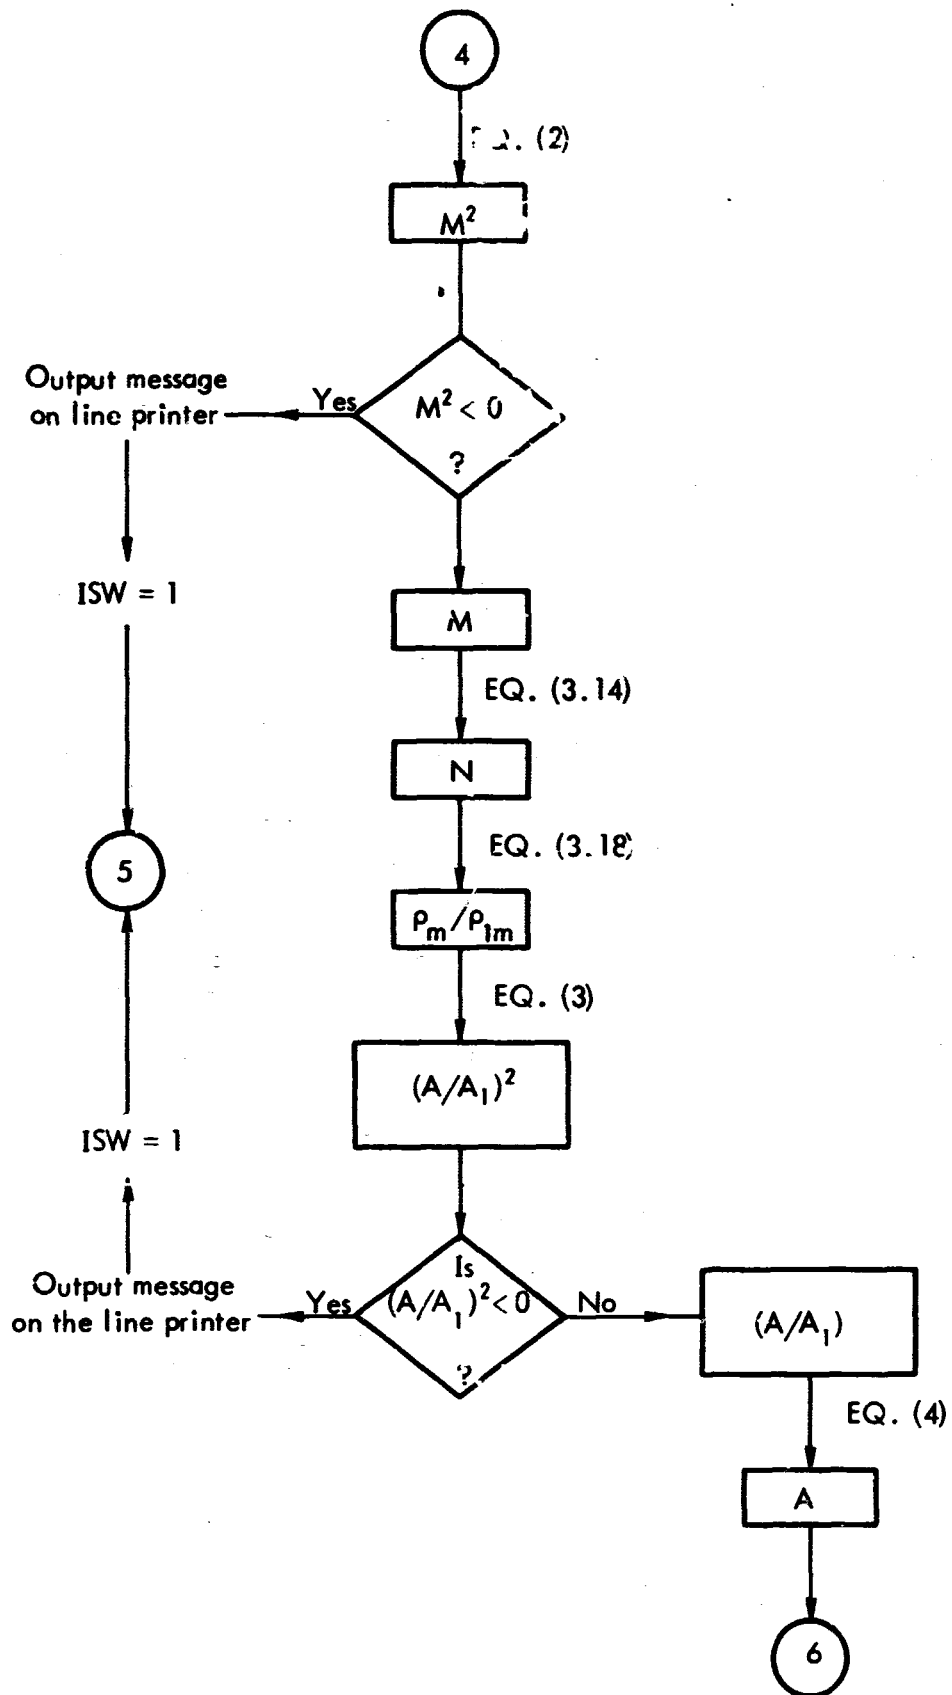 4
(2)
M²
M² < 0
?
Yes
Output message
on line printer
ISW = 1
M
EQ. (3.14)
N
EQ. (3.18)
5
ρm/ρ1m
EQ. (3)
(A/A1)²
ISW = 1
Is
(A/A1)² < 0
?
Yes
Output message
on the line printer
No
(A/A1)
EQ. (4)
A
6